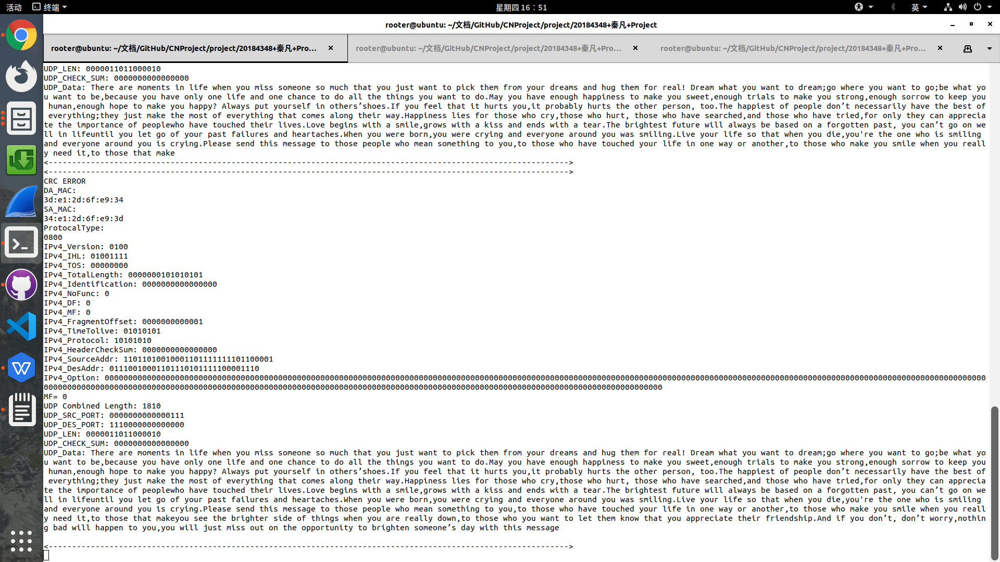 活动 终端 星期四 16：51 英
rooter@ubuntu: ~/文档/GitHub/CNProject/project/20184348+秦凡+Project
rooter@ubuntu: ~/文档/GitHub/CNProject/project/20184348+秦凡+Pro... rooter@ubuntu: ~/文档/GitHub/CNProject/project/20184348+秦凡+Pro... rooter@ubuntu: ~/文档/GitHub/CNProject/project/20184348+秦凡+Pro...
UDP_LEN: 0000011011000010
UDP_CHECK_SUM: 0000000000000000
UDP_Data: There are moments in life when you miss someone so much that you just want to pick them from your dreams and hug them for real! Dream what you want to dream;go where you want to go;be what yo
u want to be,because you have only one life and one chance to do all the things you want to do.May you have enough happiness to make you sweet,enough trials to make you strong,enough sorrow to keep you
human,enough hope to make you happy? Always put yourself in others’shoes.If you feel that it hurts you,it probably hurts the other person, too.The happiest of people don’t necessarily have the best of
everything;they just make the most of everything that comes along their way.Happiness lies for those who cry,those who hurt, those who have searched,and those who have tried,for only they can apprecia
te the importance of peoplewho have touched their lives.Love begins with a smile,grows with a kiss and ends with a tear.The brightest future will always be based on a forgotten past, you can’t go on we
ll in lifeuntil you let go of your past failures and heartaches.When you were born,you were crying and everyone around you was smiling.Live your life so that when you die,you're the one who is smiling
and everyone around you is crying.Please send this message to those people who mean something to you,to those who have touched your life in one way or another,to those who make you smile when you reall
y need it,to those that make
<--------------------------------------------------------------------------------------------------------------->
<--------------------------------------------------------------------------------------------------------------->
CRC ERROR
DA_MAC:
3d:e1:2d:6f:e9:34
SA_MAC:
34:e1:2d:6f:e9:3d
ProtocalType:
0800
IPv4_Version: 0100
IPv4_IHL: 01001111
IPv4_TOS: 00000000
IPv4_TotalLength: 0000000101010101
IPv4_Identification: 0000000000000000
IPv4_NoFunc: 0
IPv4_DF: 0
IPv4_MF: 0
IPv4_FragmentOffset: 0000000000001
IPv4_TimeTolive: 01010101
IPv4_Protocol: 10101010
IPv4_HeaderCheckSum: 0000000000000000
IPv4_SourceAddr: 11011010010001101111111101100001
IPv4_DesAddr: 01110010001101110101111100001110
IPv4_Option: 00000000000000000000000000000000000000000000000000000000000000000000000000000000000000000000000000000000000000000000000000000000000000000000000000000000000000000000000000000000000000000000
000000000000000000000000000000000000000000000000000000000000000000000000000000000000000000000000000000000000000000000000000000000000
MF= 0
UDP Combined Length: 1810
UDP_SRC_PORT: 0000000000000111
UDP_DES_PORT: 1110000000000000
UDP_LEN: 0000011011000010
UDP_CHECK_SUM: 0000000000000000
UDP_Data: There are moments in life when you miss someone so much that you just want to pick them from your dreams and hug them for real! Dream what you want to dream;go where you want to go;be what yo
u want to be,because you have only one life and one chance to do all the things you want to do.May you have enough happiness to make you sweet,enough trials to make you strong,enough sorrow to keep you
human,enough hope to make you happy? Always put yourself in others’shoes.If you feel that it hurts you,it probably hurts the other person, too.The happiest of people don’t necessarily have the best of
everything;they just make the most of everything that comes along their way.Happiness lies for those who cry,those who hurt, those who have searched,and those who have tried,for only they can apprecia
te the importance of peoplewho have touched their lives.Love begins with a smile,grows with a kiss and ends with a tear.The brightest future will always be based on a forgotten past, you can’t go on we
ll in lifeuntil you let go of your past failures and heartaches.When you were born,you were crying and everyone around you was smiling.Live your life so that when you die,you're the one who is smiling
and everyone around you is crying.Please send this message to those people who mean something to you,to those who have touched your life in one way or another,to those who make you smile when you reall
y need it,to those that makeyou see the brighter side of things when you are really down,to those who you want to let them know that you appreciate their friendship.And if you don’t, don’t worry,nothin
g bad will happen to you,you will just miss out on the opportunity to brighten someone’s day with this message
<--------------------------------------------------------------------------------------------------------------->